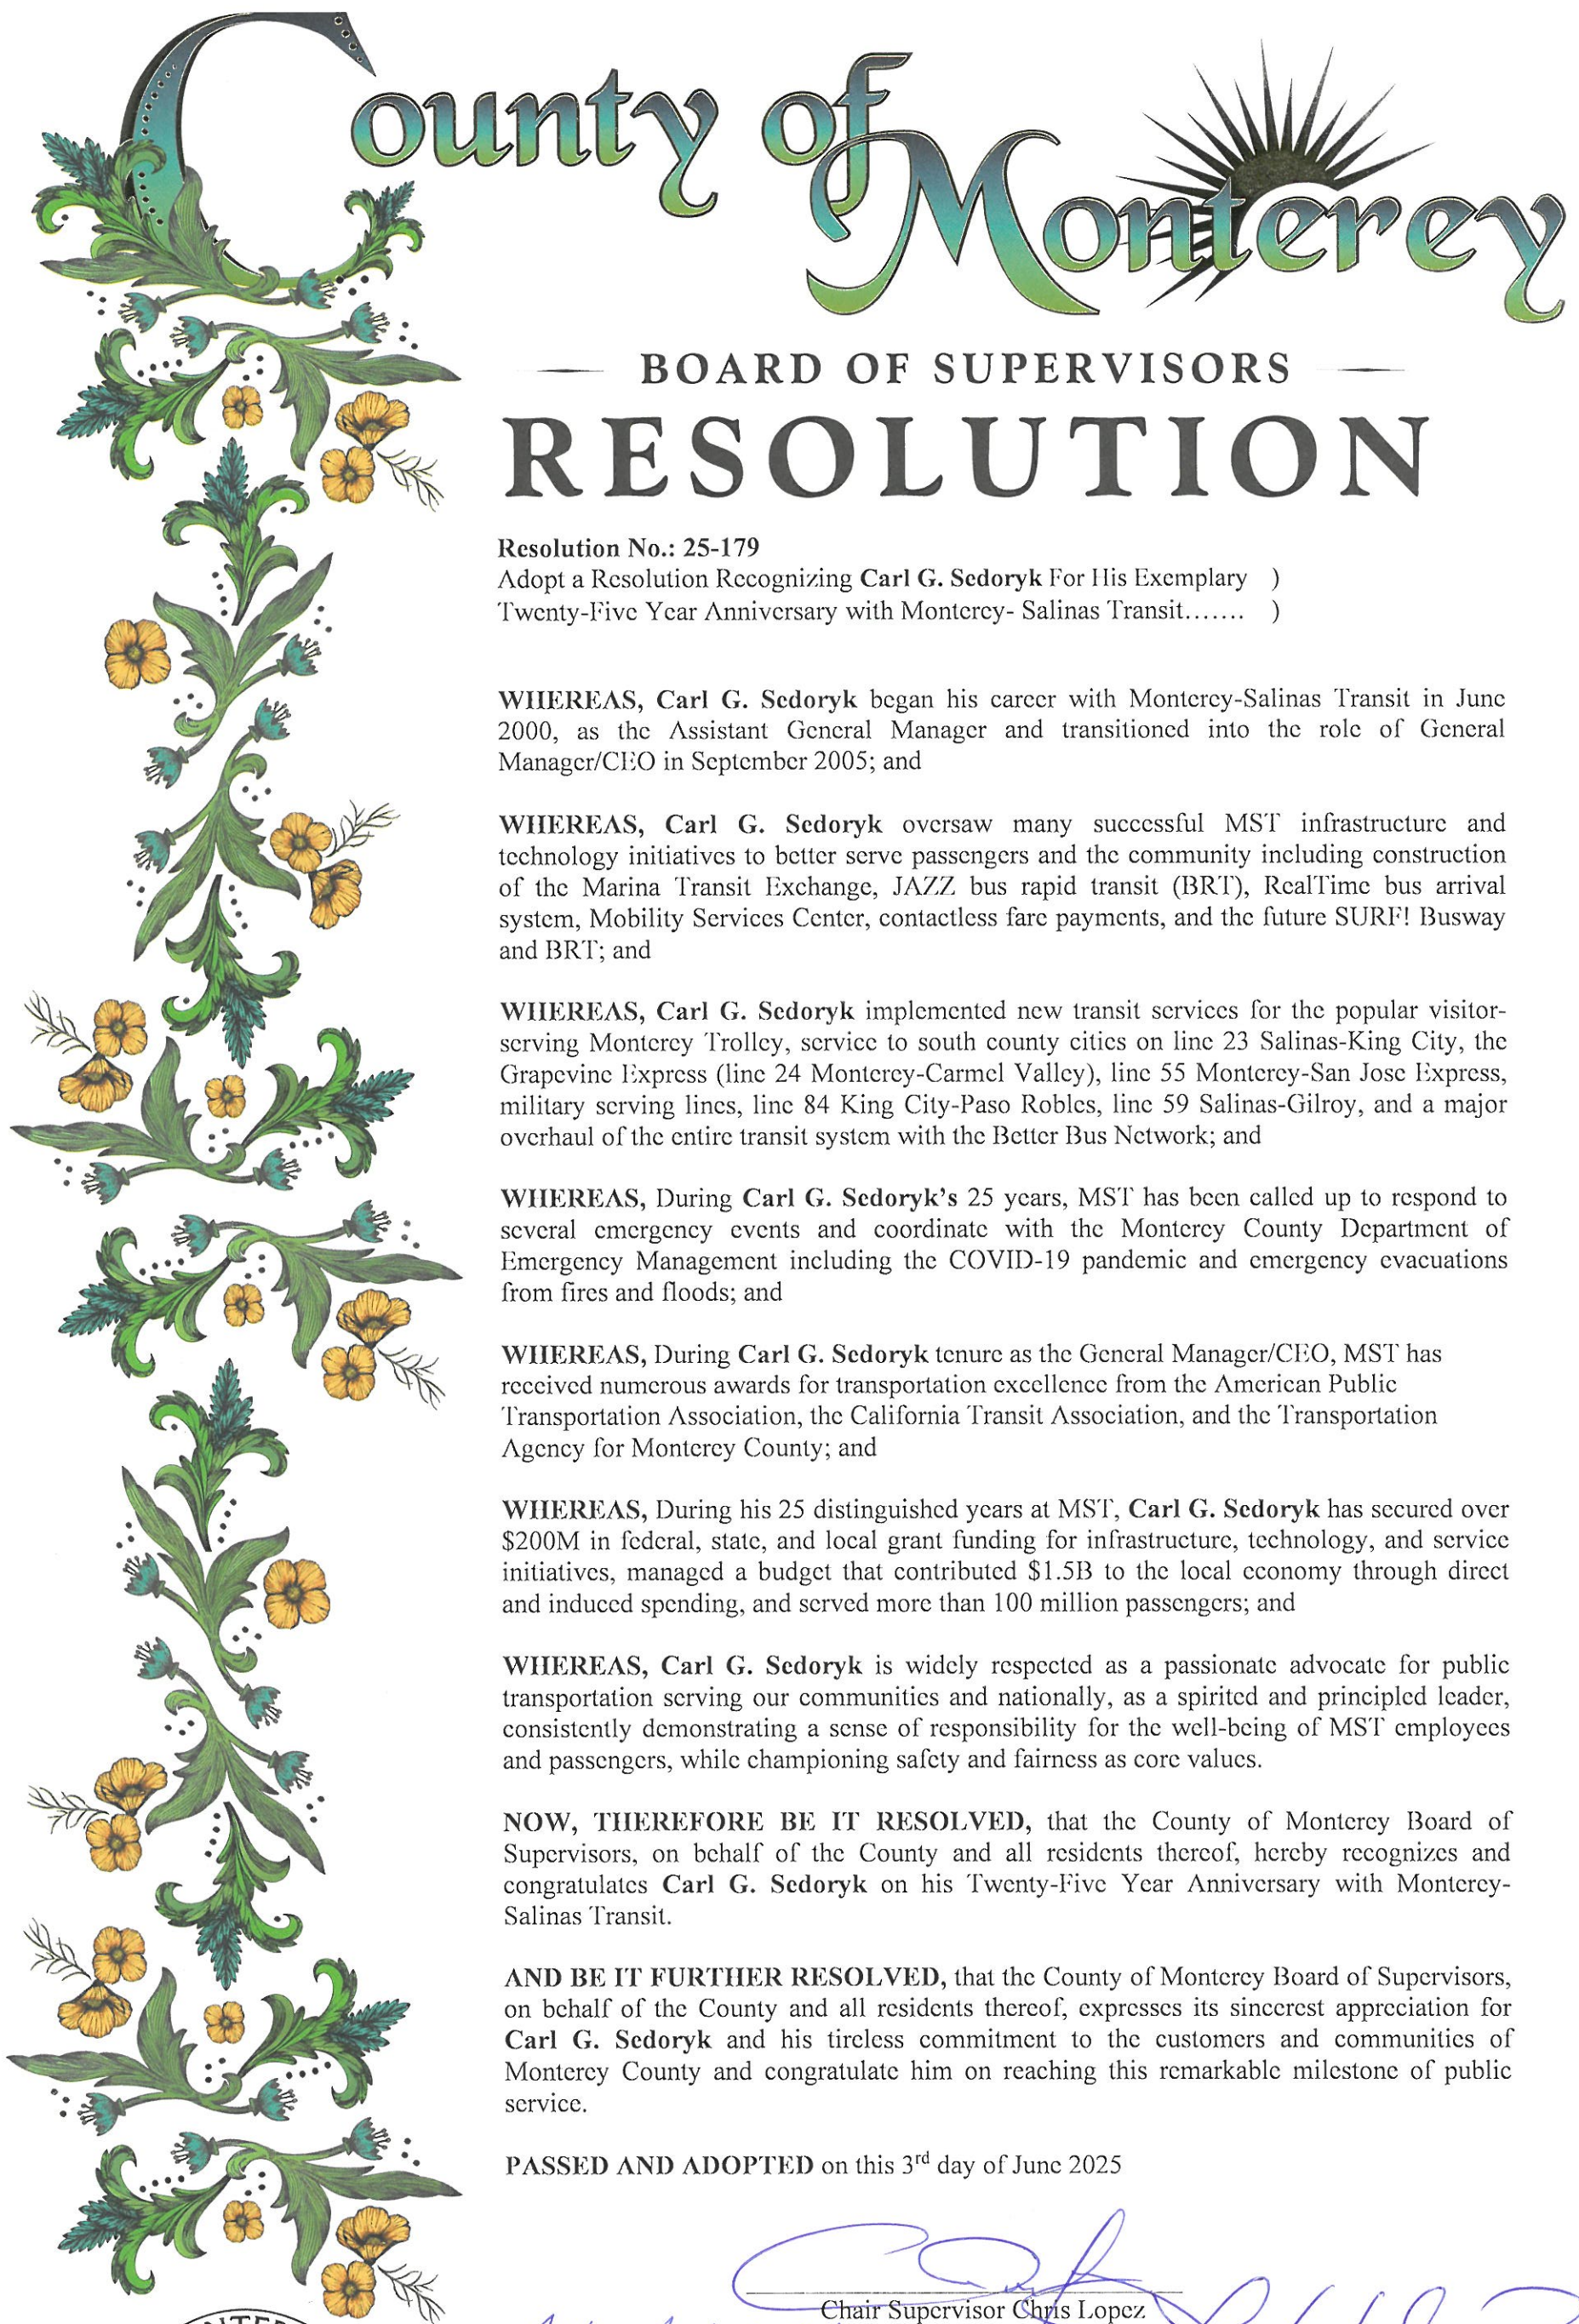 County of Monterey
BOARD OF SUPERVISORS
RESOLUTION
Resolution No.: 25-179
Adopt a Resolution Recognizing Carl G. Sedoryk For His Exemplary )
Twenty-Five Year Anniversary with Monterey- Salinas Transit....... )
WHEREAS, Carl G. Sedoryk began his career with Monterey-Salinas Transit in June
2000, as the Assistant General Manager and transitioned into the role of General
Manager/CEO in September 2005; and
WHEREAS, Carl G. Sedoryk oversaw many successful MST infrastructure and
technology initiatives to better serve passengers and the community including construction
of the Marina Transit Exchange, JAZZ bus rapid transit (BRT), RealTime bus arrival
system, Mobility Services Center, contactless fare payments, and the future SURF! Busway
and BRT; and
WHEREAS, Carl G. Sedoryk implemented new transit services for the popular visitor-
serving Monterey Trolley, service to south county cities on line 23 Salinas-King City, the
Grapevine Express (line 24 Monterey-Carmel Valley), line 55 Monterey-San Jose Express,
military serving lines, line 84 King City-Paso Robles, line 59 Salinas-Gilroy, and a major
overhaul of the entire transit system with the Better Bus Network; and
WHEREAS, During Carl G. Sedoryk's 25 years, MST has been called up to respond to
several emergency events and coordinate with the Monterey County Department of
Emergency Management including the COVID-19 pandemic and emergency evacuations
from fires and floods; and
WHEREAS, During Carl G. Sedoryk tenure as the General Manager/CEO, MST has
received numerous awards for transportation excellence from the American Public
Transportation Association, the California Transit Association, and the Transportation
Agency for Monterey County; and
WHEREAS, During his 25 distinguished years at MST, Carl G. Sedoryk has secured over
$200M in federal, state, and local grant funding for infrastructure, technology, and service
initiatives, managed a budget that contributed $1.5B to the local economy through direct
and induced spending, and served more than 100 million passengers; and
WHEREAS, Carl G. Sedoryk is widely respected as a passionate advocate for public
transportation serving our communities and nationally, as a spirited and principled leader,
consistently demonstrating a sense of responsibility for the well-being of MST employees
and passengers, while championing safety and fairness as core values.
NOW, THEREFORE BE IT RESOLVED, that the County of Monterey Board of
Supervisors, on behalf of the County and all residents thereof, hereby recognizes and
congratulates Carl G. Sedoryk on his Twenty-Five Year Anniversary with Monterey-
Salinas Transit.
AND BE IT FURTHER RESOLVED, that the County of Monterey Board of Supervisors,
on behalf of the County and all residents thereof, expresses its sincerest appreciation for
Carl G. Sedoryk and his tireless commitment to the customers and communities of
Monterey County and congratulate him on reaching this remarkable milestone of public
service.
PASSED AND ADOPTED on this 3rd day of June 2025
Chair Supervisor Chris Lopez